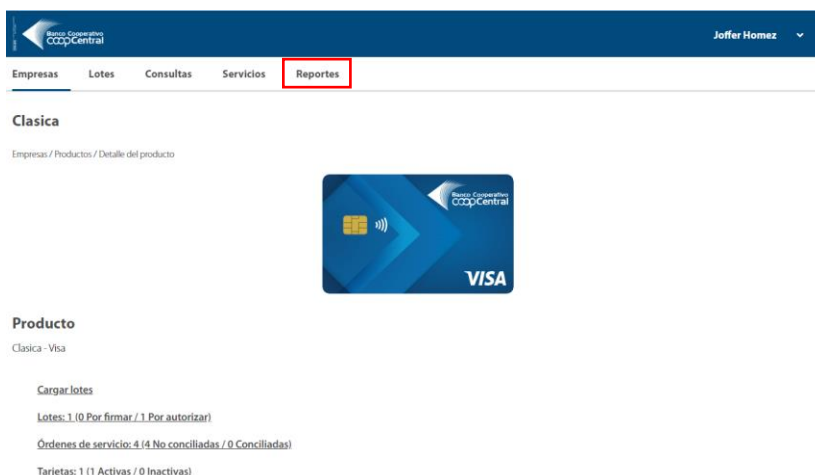 Banco Cooperativo
coopCentral
Joffer Homez
Empresas Lotes Consultas Servicios Reportes
Clasica
Empresas / Productos / Detalle del producto
Banco Cooperativo
coopCentral
VISA
Producto
Clasica - Visa
Cargar lotes
Lotes: 1 (0 Por firmar / 1 Por autorizar)
Órdenes de servicio: 4 (4 No conciliadas / 0 Conciliadas)
Tarjetas: 1 (1 Activas / 0 Inactivas)